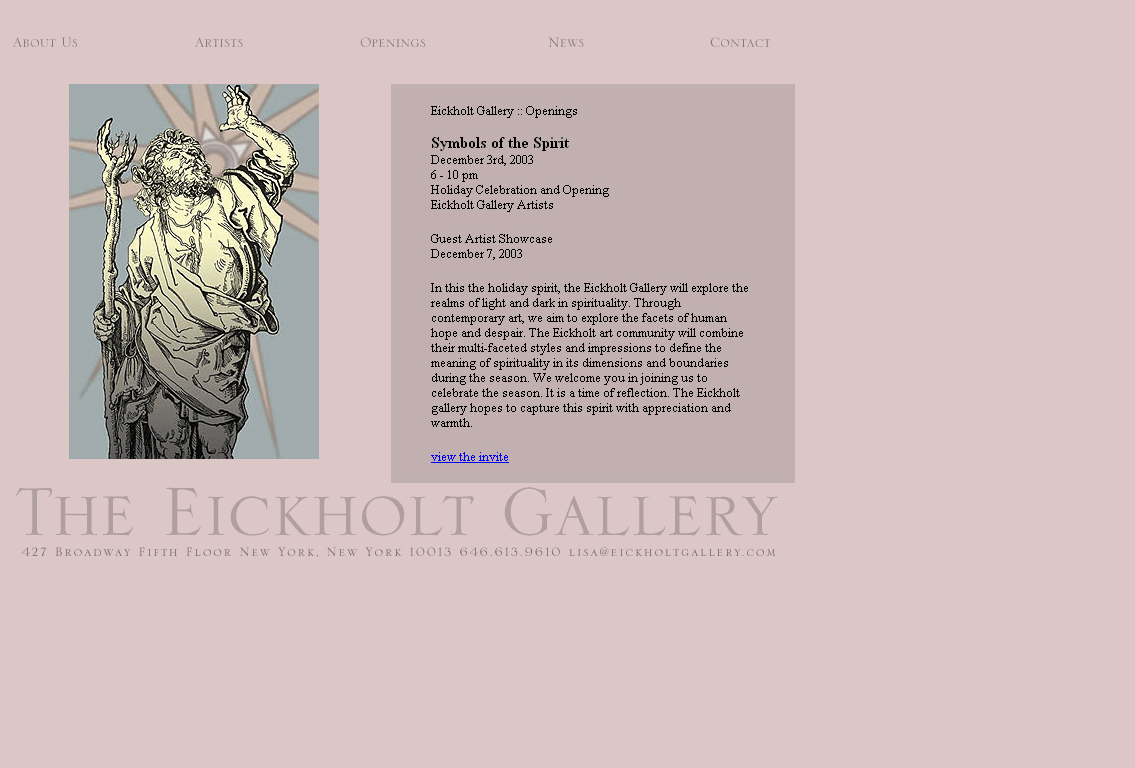 About Us
Artists
Openings
News
Contact
Eickholt Gallery :: Openings
Symbols of the Spirit
December 3rd, 2003
6 - 10 pm
Holiday Celebration and Opening
Eickholt Gallery Artists
Guest Artist Showcase
December 7, 2003
In this the holiday spirit, the Eickholt Gallery will explore the
realms of light and dark in spirituality. Through
contemporary art, we aim to explore the facets of human
hope and despair. The Eickholt art community will combine
their multi-faceted styles and impressions to define the
meaning of spirituality in its dimensions and boundaries
during the season. We welcome you in joining us to
celebrate the season. It is a time of reflection. The Eickholt
gallery hopes to capture this spirit with appreciation and
warmth.
view the invite
The Eickholt Gallery
427 Broadway Fifth Floor New York, New York 10013 646.613.9610 lisa@eickholtgallery.com